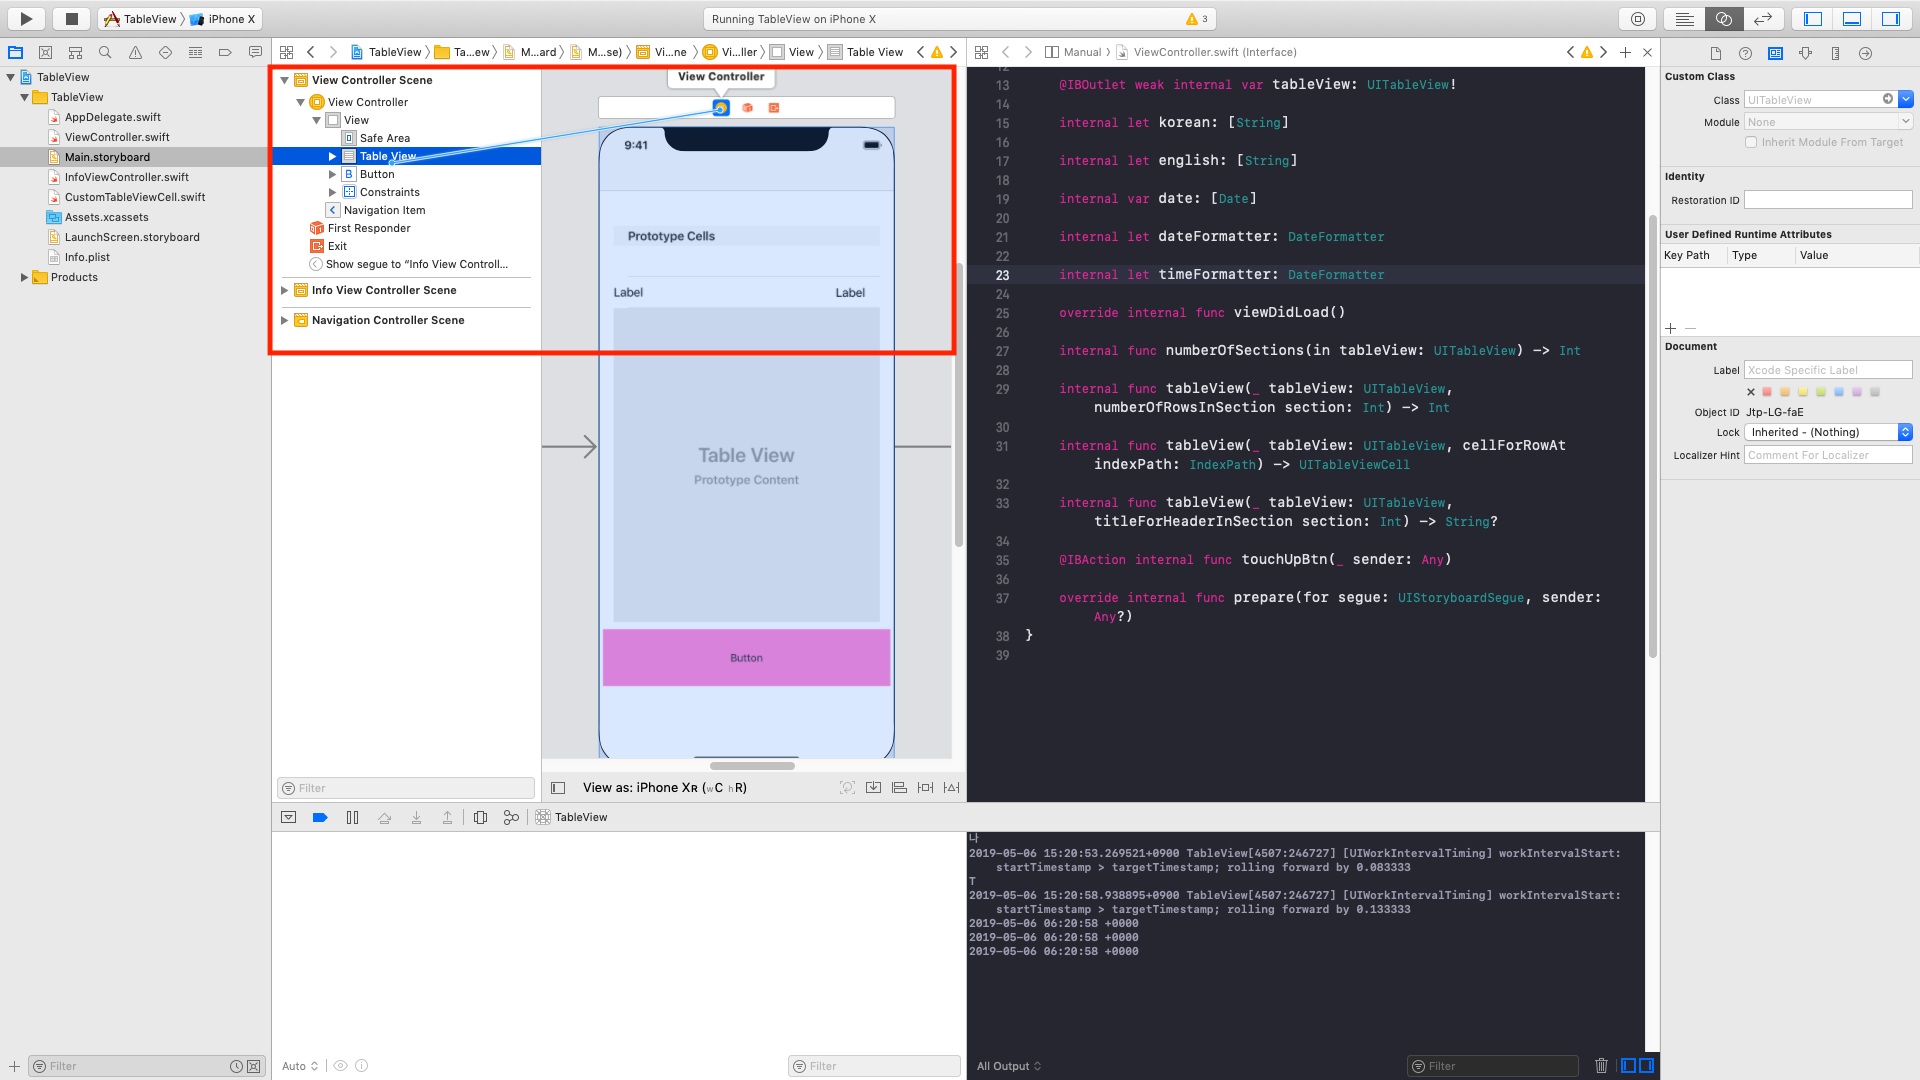 TableView
iPhone X
Running TableView on iPhone X
3
TableView
Ta...ew
M...ard
M...se)
Vi...ne
Vi...ller
View
Table View
Manual
ViewController.swift (Interface)
TableView
TableView
AppDelegate.swift
ViewController.swift
Main.storyboard
InfoViewController.swift
CustomTableViewCell.swift
Assets.xcassets
LaunchScreen.storyboard
Info.plist
Products
Filter
View Controller Scene
View Controller
View
Safe Area
Table View
Button
Constraints
Navigation Item
First Responder
Exit
Show segue to “Info View Controll...
Info View Controller Scene
Navigation Controller Scene
Filter
View Controller
9:41
Prototype Cells
Label
Label
Table View
Prototype Content
Button
View as: iPhone XR (wC hR)
12
13 @IBOutlet weak internal var tableView: UITableView!
14
15 internal let korean: [String]
16
17 internal let english: [String]
18
19 internal var date: [Date]
20
21 internal let dateFormatter: DateFormatter
22
23 internal let timeFormatter: DateFormatter
24
25 override internal func viewDidLoad()
26
27 internal func numberOfSections(in tableView: UITableView) -> Int
28
29 internal func tableView(_ tableView: UITableView,
numberOfRowsInSection section: Int) -> Int
30
31 internal func tableView(_ tableView: UITableView, cellForRowAt
indexPath: IndexPath) -> UITableViewCell
32
33 internal func tableView(_ tableView: UITableView,
titleForHeaderInSection section: Int) -> String?
34
35 @IBAction internal func touchUpBtn(_ sender: Any)
36
37 override internal func prepare(for segue: UIStoryboardSegue, sender:
Any?)
38 }
39
Custom Class
Class UITableView
Module None
Inherit Module From Target
Identity
Restoration ID
User Defined Runtime Attributes
Key Path Type Value
Document
Label Xcode Specific Label
Object ID Jtp-LG-faE
Lock Inherited - (Nothing)
Localizer Hint Comment For Localizer
TableView
Auto
Filter
나
2019-05-06 15:20:53.269521+0900 TableView[4507:246727] [UIWorkIntervalTiming] workIntervalStart:
startTimestamp > targetTimestamp; rolling forward by 0.083333
T
2019-05-06 15:20:58.938895+0900 TableView[4507:246727] [UIWorkIntervalTiming] workIntervalStart:
startTimestamp > targetTimestamp; rolling forward by 0.133333
2019-05-06 06:20:58 +0000
2019-05-06 06:20:58 +0000
2019-05-06 06:20:58 +0000
All Output
Filter